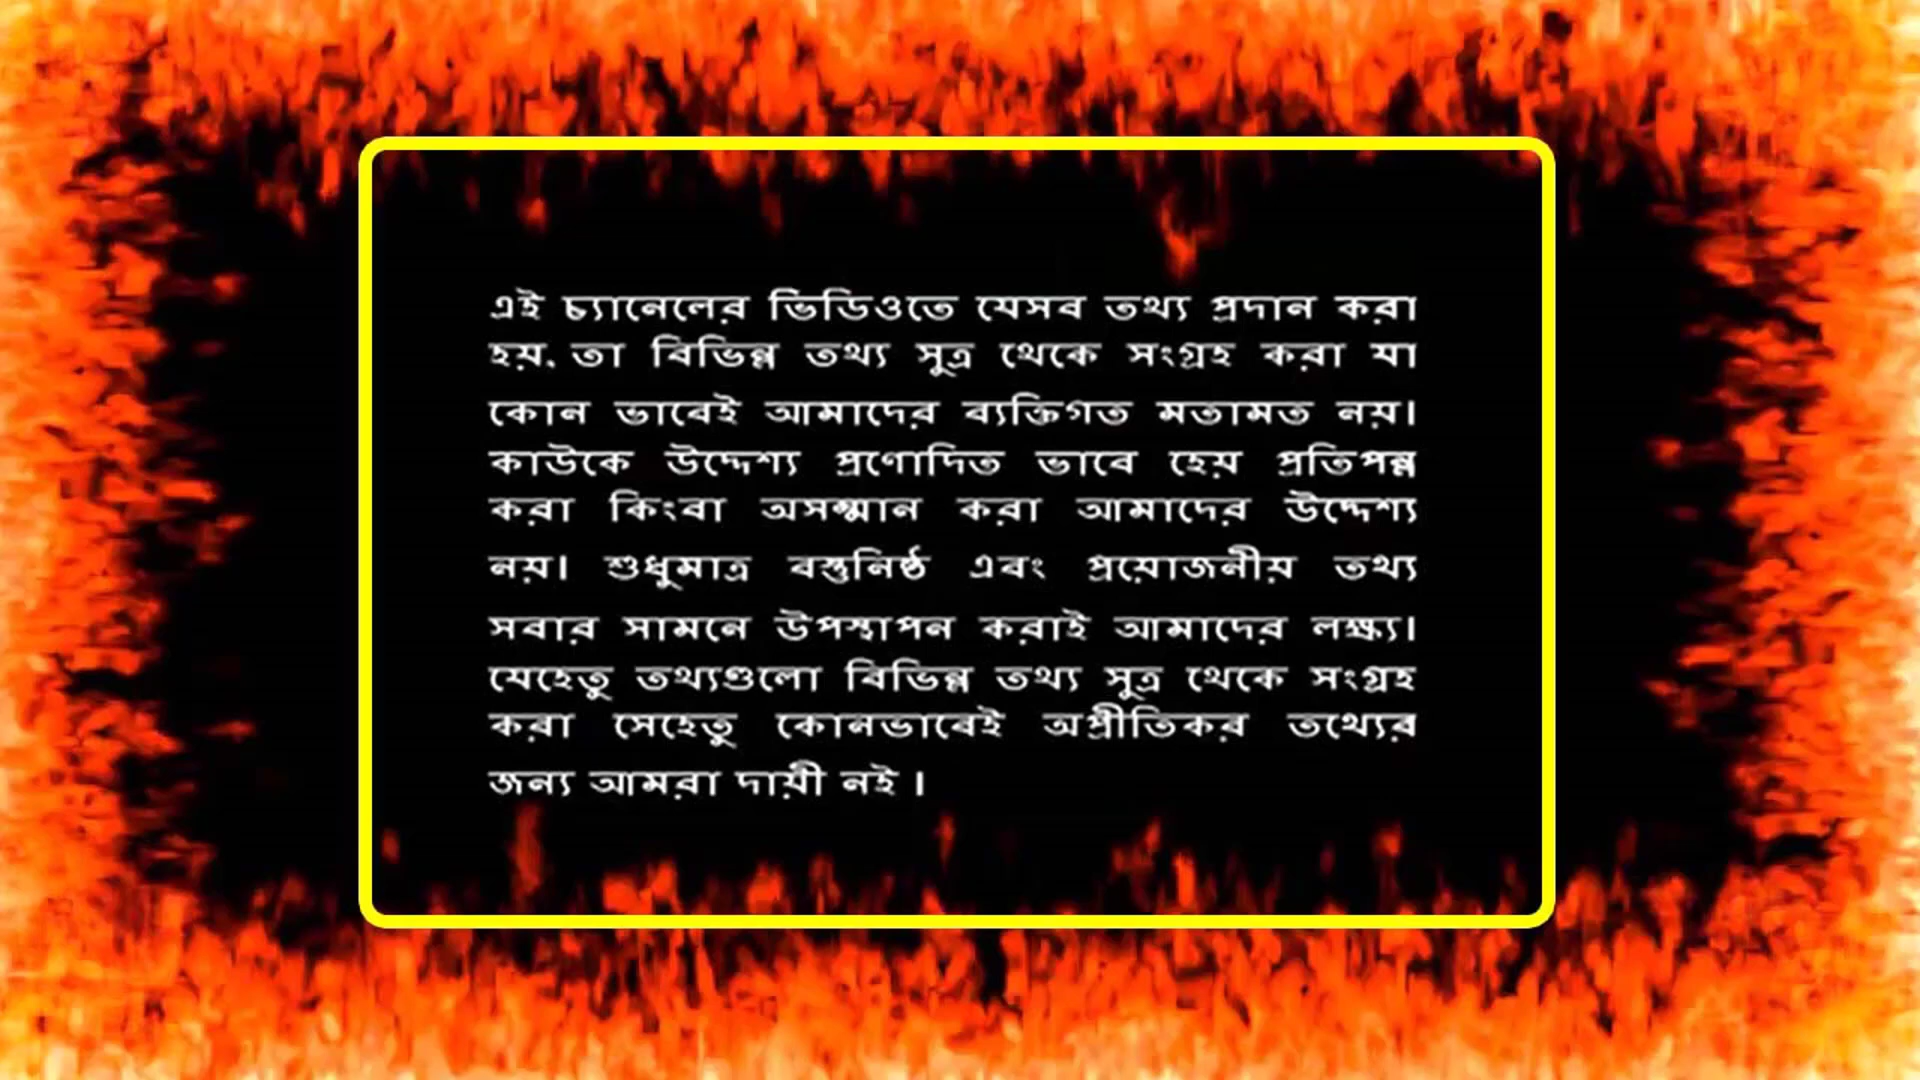 এই চ্যানেলের ভিডিওতে যেসব তথ্য প্রদান করা
হয়, তা বিভিন্ন তথ্য সুত্র থেকে সংগ্রহ করা যা
কোন ভাবেই আমাদের ব্যক্তিগত মতামত নয়।
কাউকে উদ্দেশ্য প্রণোদিত ভাবে হেয় প্রতিপন্ন
করা কিংবা অসম্মান করা আমাদের উদ্দেশ্য
নয়। শুধুমাত্র বস্তুনিষ্ঠ এবং প্রয়োজনীয় তথ্য
সবার সামনে উপস্থাপন করাই আমাদের লক্ষ্য।
যেহেতু তথ্যগুলো বিভিন্ন তথ্য সুত্র থেকে সংগ্রহ
করা সেহেতু কোনভাবেই অপ্রীতিকর তথ্যের
জন্য আমরা দায়ী নই ।